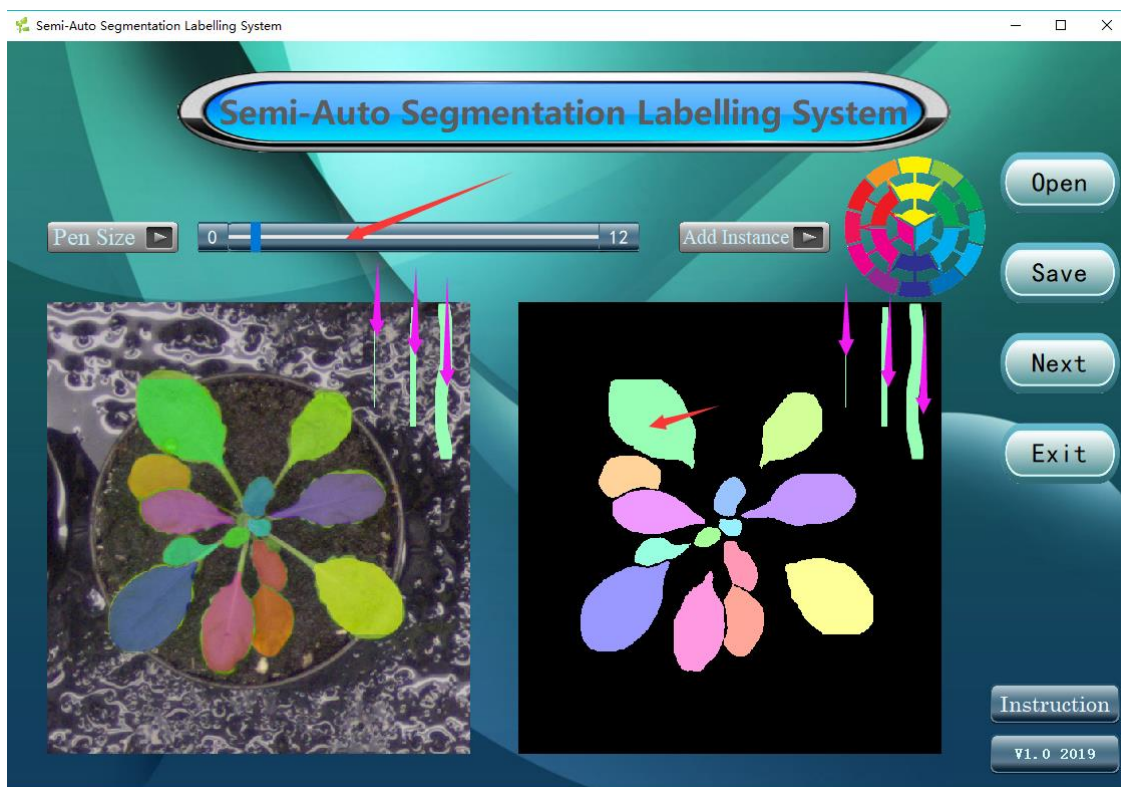 Semi-Auto Segmentation Labelling System
Semi-Auto Segmentation Labelling System
Open
Pen Size
0
12
Add Instance
Save
Next
Exit
Instruction
V1.0 2019